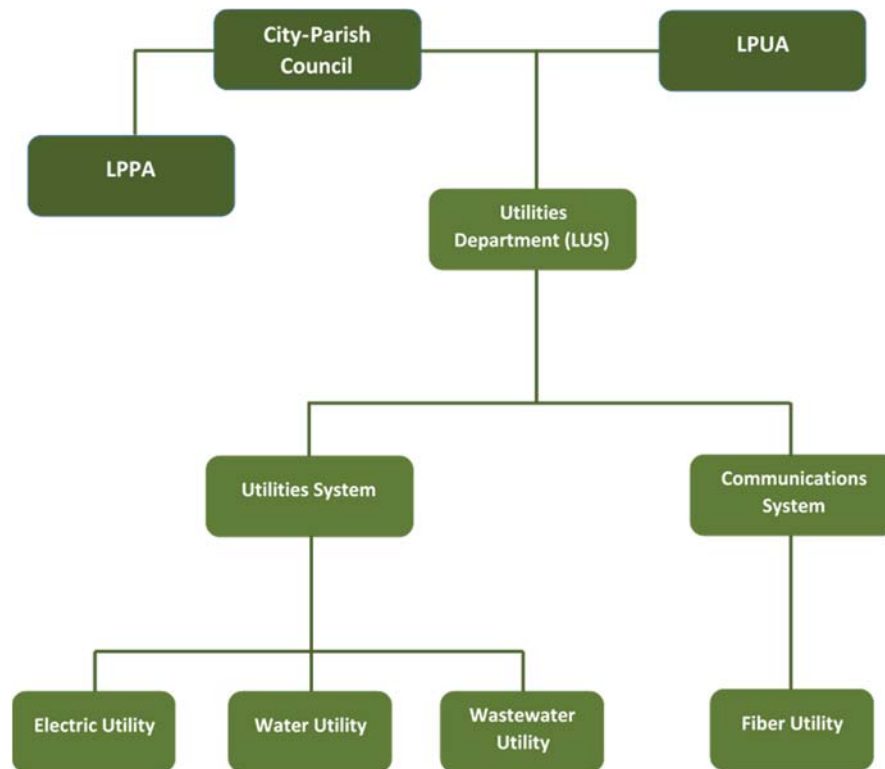 City-Parish
Council
LPUA
LPPA
Utilities
Department (LUS)
Utilities System
Communications
System
Electric Utility
Water Utility
Wastewater
Utility
Fiber Utility